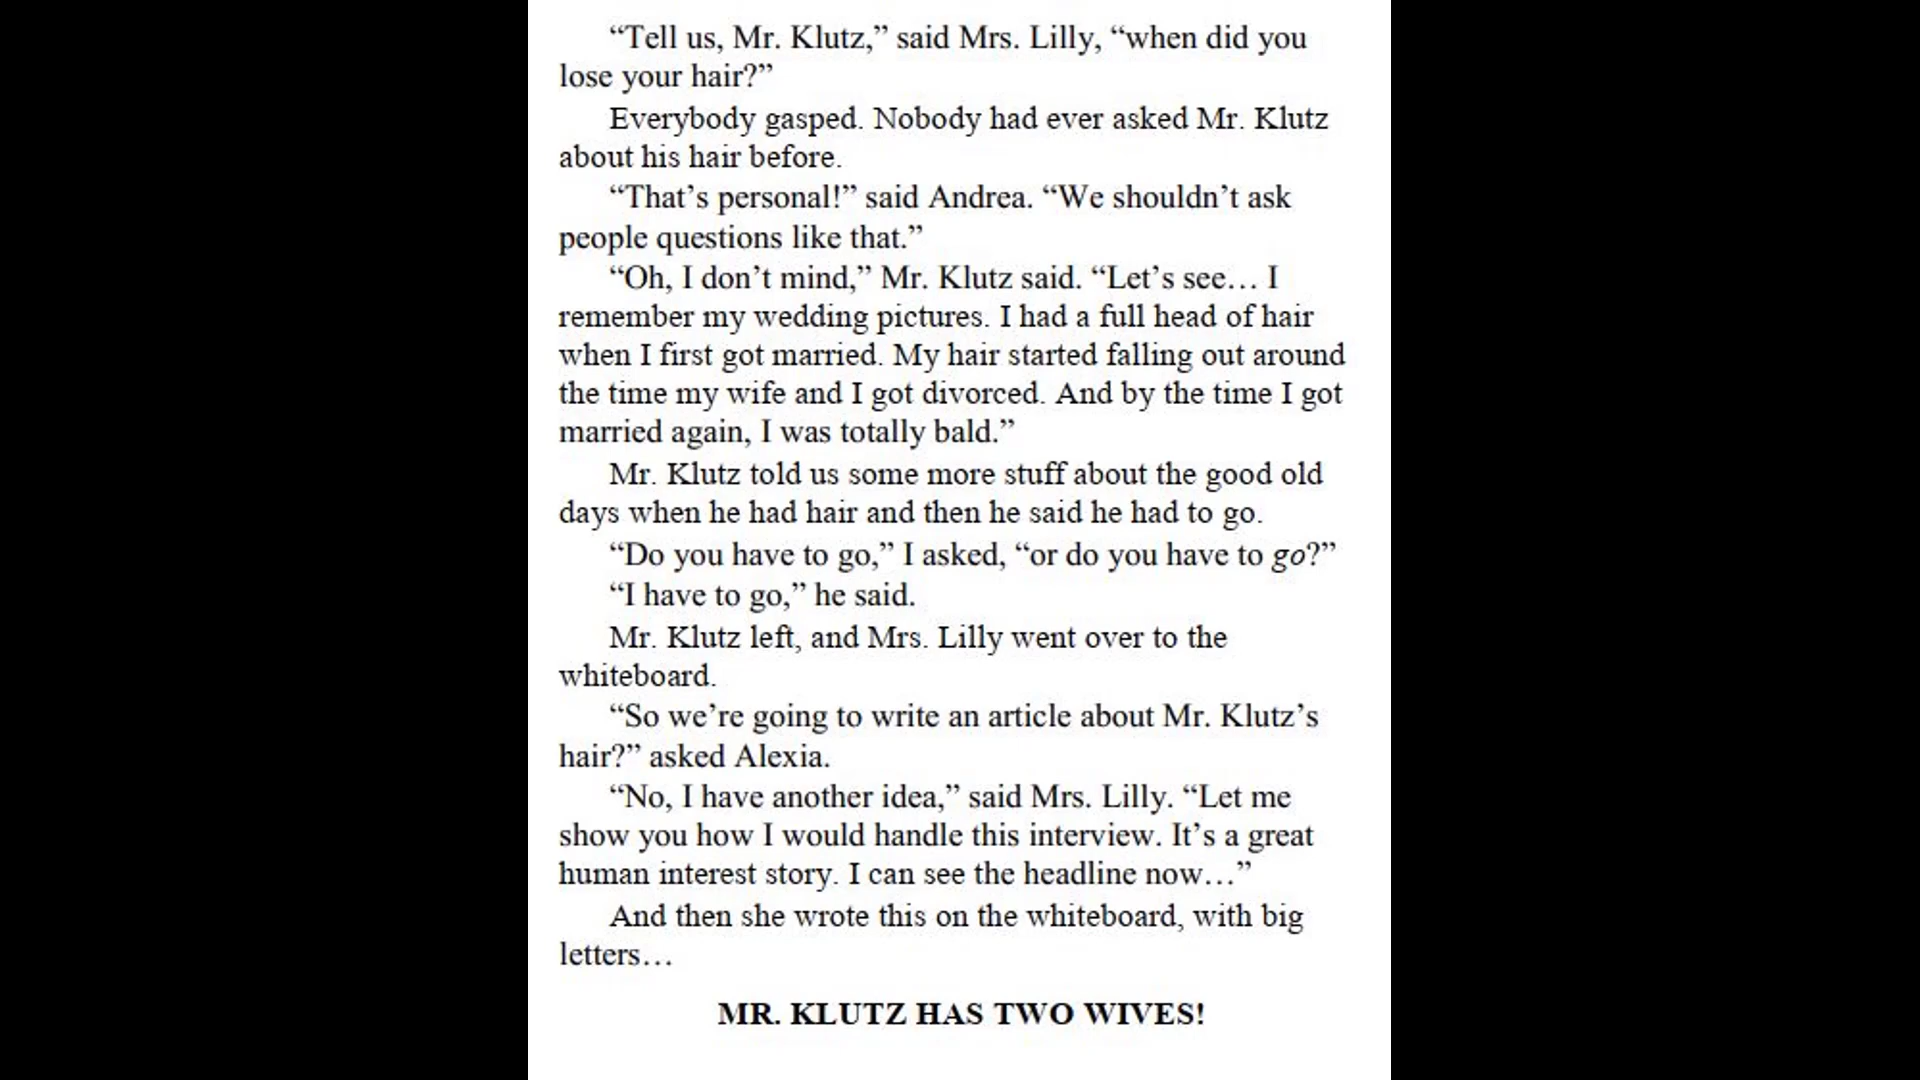 “Tell us, Mr. Klutz,” said Mrs. Lilly, “when did you
lose your hair?”
Everybody gasped. Nobody had ever asked Mr. Klutz
about his hair before.
“That’s personal!” said Andrea. “We shouldn’t ask
people questions like that.”
“Oh, I don’t mind,” Mr. Klutz said. “Let’s see… I
remember my wedding pictures. I had a full head of hair
when I first got married. My hair started falling out around
the time my wife and I got divorced. And by the time I got
married again, I was totally bald.”
Mr. Klutz told us some more stuff about the good old
days when he had hair and then he said he had to go.
“Do you have to go,” I asked, “or do you have to go?”
“I have to go,” he said.
Mr. Klutz left, and Mrs. Lilly went over to the
whiteboard.
“So we’re going to write an article about Mr. Klutz’s
hair?” asked Alexia.
“No, I have another idea,” said Mrs. Lilly. “Let me
show you how I would handle this interview. It’s a great
human interest story. I can see the headline now…”
And then she wrote this on the whiteboard, with big
letters…
MR. KLUTZ HAS TWO WIVES!